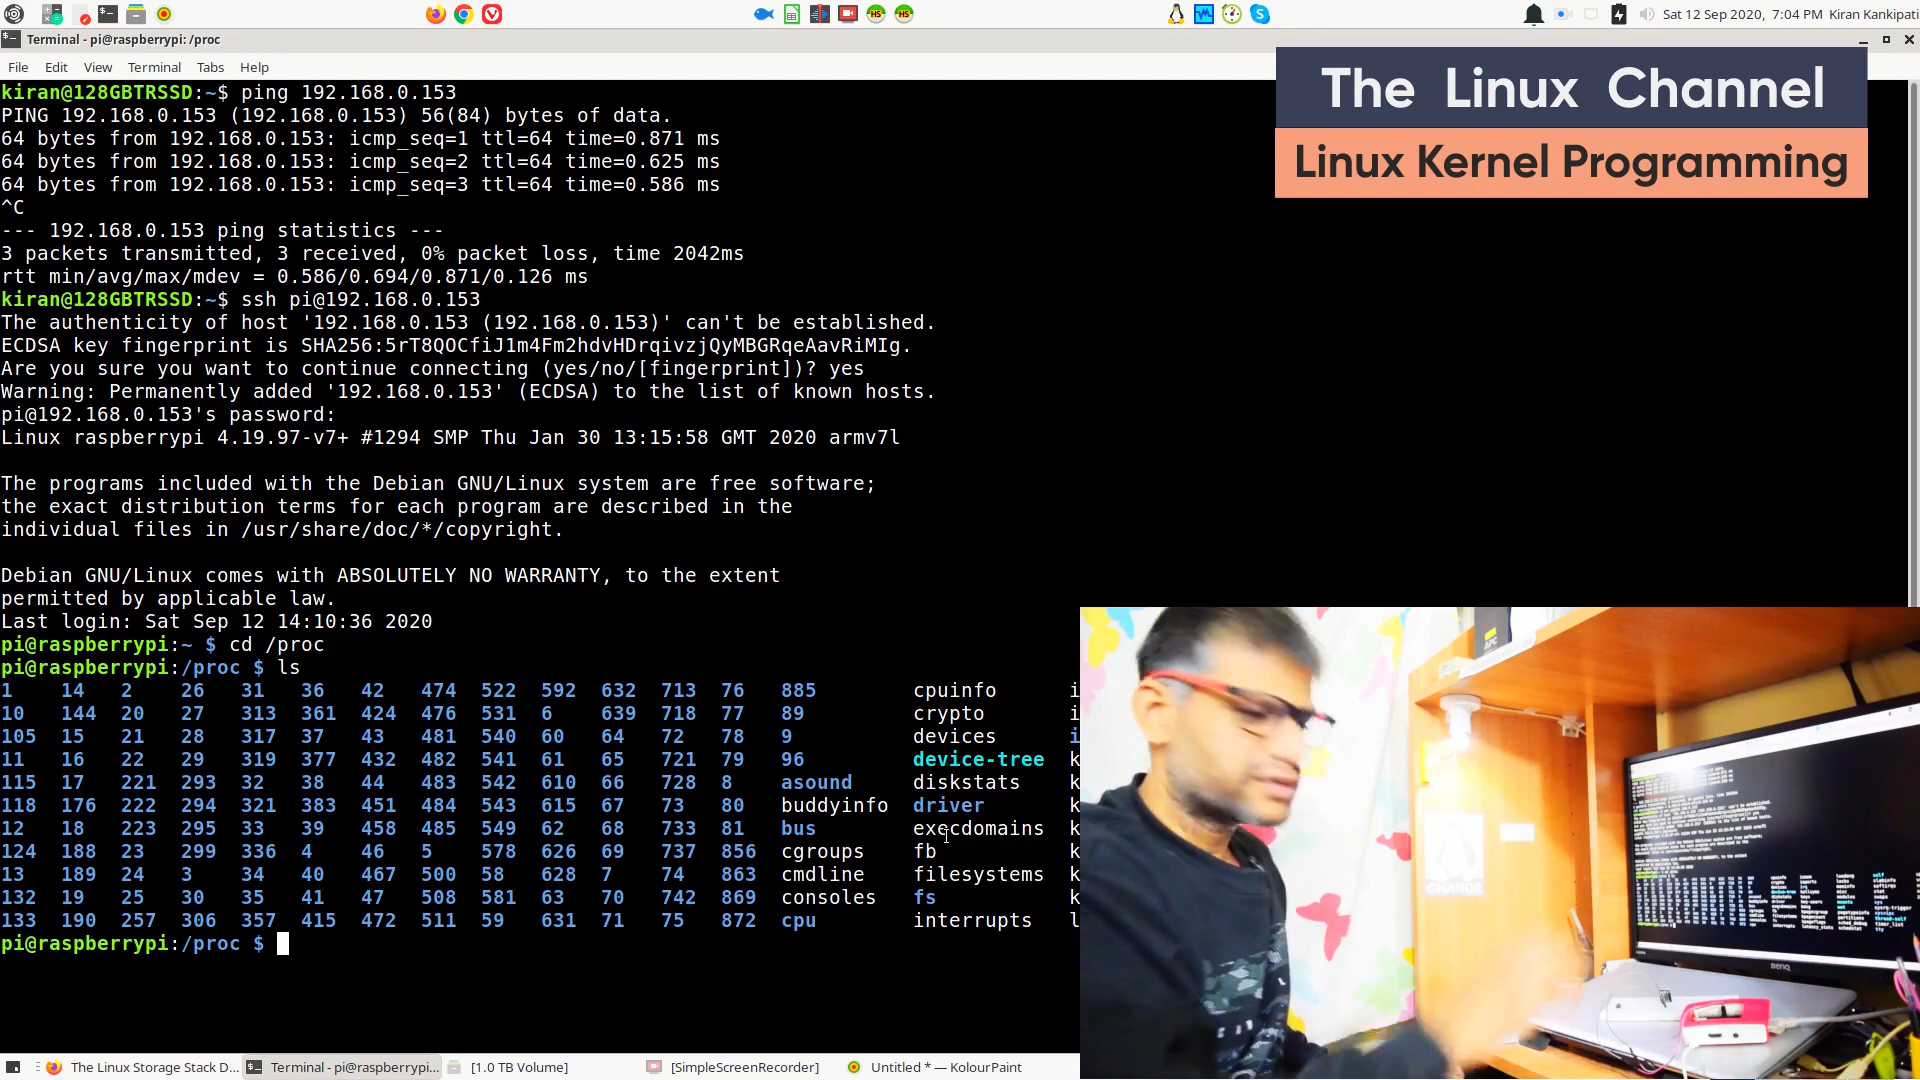 Sat 12 Sep 2020, 7:04 PM Kiran Kankipati
Terminal - pi@raspberrypi: /proc
File Edit View Terminal Tabs Help
The Linux Channel
Linux Kernel Programming
kiran@128GBTRSSD:~$ ping 192.168.0.153
PING 192.168.0.153 (192.168.0.153) 56(84) bytes of data.
64 bytes from 192.168.0.153: icmp_seq=1 ttl=64 time=0.871 ms
64 bytes from 192.168.0.153: icmp_seq=2 ttl=64 time=0.625 ms
64 bytes from 192.168.0.153: icmp_seq=3 ttl=64 time=0.586 ms
^C
--- 192.168.0.153 ping statistics ---
3 packets transmitted, 3 received, 0% packet loss, time 2042ms
rtt min/avg/max/mdev = 0.586/0.694/0.871/0.126 ms
kiran@128GBTRSSD:~$ ssh pi@192.168.0.153
The authenticity of host '192.168.0.153 (192.168.0.153)' can't be established.
ECDSA key fingerprint is SHA256:5rT8QOCfiJ1m4Fm2hdvHDrqivzjQyMBGRqeAavRiMIg.
Are you sure you want to continue connecting (yes/no/[fingerprint])? yes
Warning: Permanently added '192.168.0.153' (ECDSA) to the list of known hosts.
pi@192.168.0.153's password:
Linux raspberrypi 4.19.97-v7+ #1294 SMP Thu Jan 30 13:15:58 GMT 2020 armv7l
The programs included with the Debian GNU/Linux system are free software;
the exact distribution terms for each program are described in the
individual files in /usr/share/doc/*/copyright.
Debian GNU/Linux comes with ABSOLUTELY NO WARRANTY, to the extent
permitted by applicable law.
Last login: Sat Sep 12 14:10:36 2020
pi@raspberrypi:~ $ cd /proc
pi@raspberrypi:/proc $ ls
1 14 2 26 31 36 42 474 522 592 632 713 76 885 cpuinfo i
10 144 20 27 313 361 424 476 531 6 639 718 77 89 crypto i
105 15 21 28 317 37 43 481 540 60 64 72 78 9 devices i
11 16 22 29 319 377 432 482 541 61 65 721 79 96 device-tree k
115 17 221 293 32 38 44 483 542 610 66 728 8 asound diskstats k
118 176 222 294 321 383 451 484 543 615 67 73 80 buddyinfo driver k
12 18 223 295 33 39 458 485 549 62 68 733 81 bus execdomains k
124 188 23 299 336 4 46 5 578 626 69 737 856 cgroups fb k
13 189 24 3 34 40 467 500 58 628 7 74 863 cmdline filesystems k
132 19 25 30 35 41 47 508 581 63 70 742 869 consoles fs k
133 190 257 306 357 415 472 511 59 631 71 75 872 cpu interrupts l
pi@raspberrypi:/proc $
CHANGE
BenQ
The Linux Storage Stack D... Terminal - pi@raspberrypi... [1.0 TB Volume] [SimpleScreenRecorder] Untitled * — KolourPaint